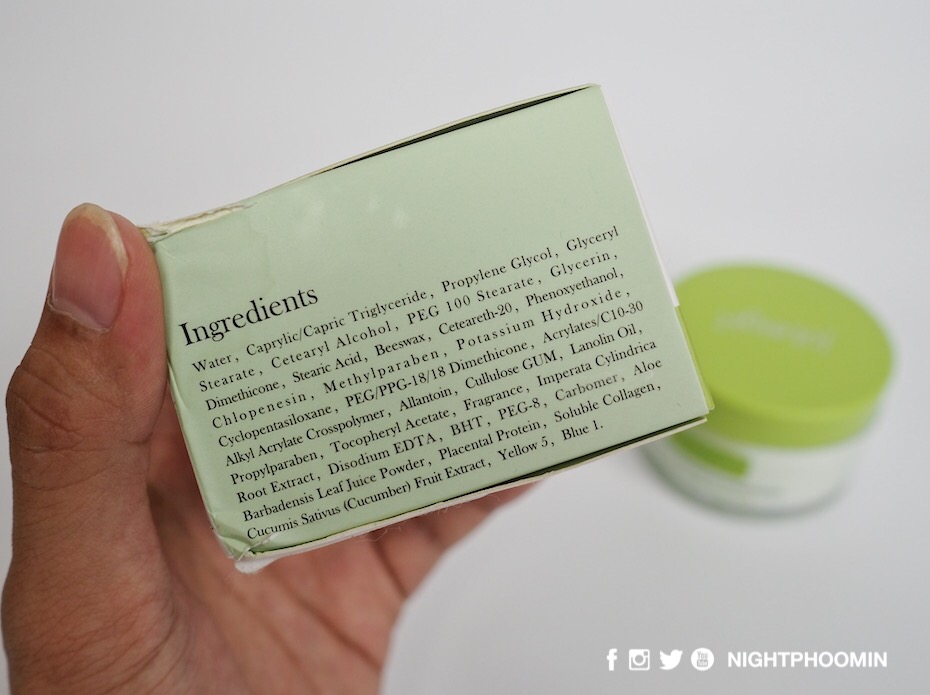 Ingredients
Water, Caprylic/Capric Triglyceride, Propylene Glycol, Glyceryl
Stearate, Cetearyl Alcohol, PEG 100 Stearate, Glycerin,
Dimethicone, Stearic Acid, Beeswax, Ceteareth-20, Phenoxyethanol,
Chlopenesin, Methylparaben, Potassium Hydroxide,
Cyclopentasiloxane, PEG/PPG-18/18 Dimethicone, Acrylates/C10-30
Alkyl Acrylate Crosspolymer, Allantoin, Cullulose GUM, Lanolin Oil,
Propylparaben, Tocopheryl Acetate, Fragrance, Imperata Cylindrica
Root Extract, Disodium EDTA, BHT, PEG-8, Carbomer, Aloe
Barbadensis Leaf Juice Powder, Placental Protein, Soluble Collagen,
Cucumis Sativus (Cucumber) Fruit Extract, Yellow 5, Blue 1.
f You Tube NIGHTPHOOMIN